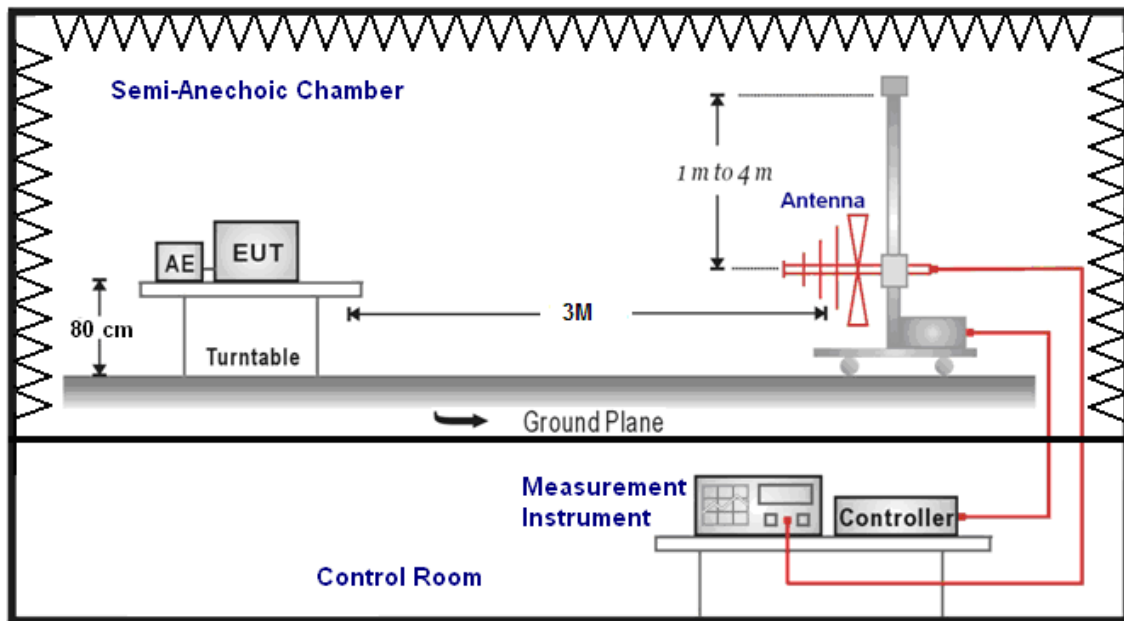 Semi-Anechoic Chamber
1 m to 4 m
Antenna
AE
EUT
80 cm
3M
Turntable
Ground Plane
Measurement
Instrument
Controller
Control Room